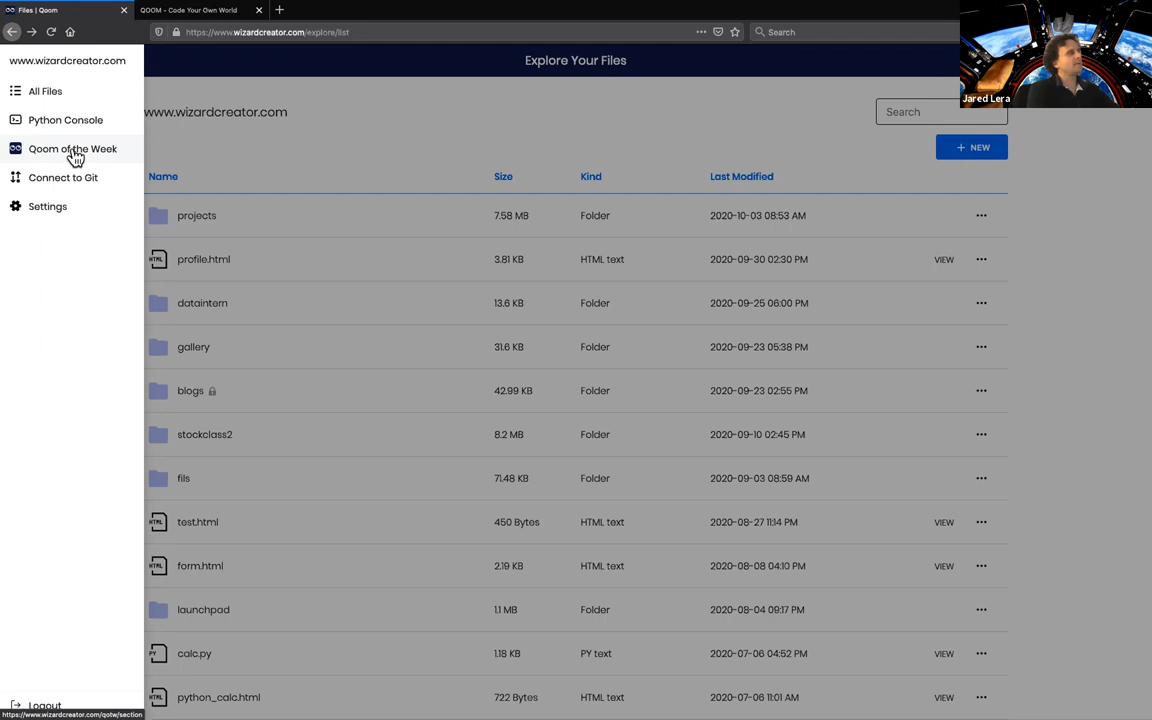 Files | Qoom
QOOM - Code Your Own World
https://www.wizardcreator.com/explore/list
Search
Jared Lera
www.wizardcreator.com
All Files
Python Console
Qoom of the Week
Connect to Git
Settings
Logout
https://www.wizardcreator.com/qotw/section
Explore Your Files
www.wizardcreator.com
Search
+ NEW
Name Size Kind Last Modified
projects 7.58 MB Folder 2020-10-03 08:53 AM
HTML profile.html 3.81 KB HTML text 2020-09-30 02:30 PM VIEW
dataintern 13.6 KB Folder 2020-09-25 06:00 PM
gallery 31.6 KB Folder 2020-09-23 05:38 PM
blogs 42.99 KB Folder 2020-09-23 02:55 PM
stockclass2 8.2 MB Folder 2020-09-10 02:45 PM
fils 71.48 KB Folder 2020-09-03 08:59 AM
HTML test.html 450 Bytes HTML text 2020-08-27 11:14 PM VIEW
HTML form.html 2.19 KB HTML text 2020-08-08 04:10 PM VIEW
launchpad 1.1 MB Folder 2020-08-04 09:17 PM
PY calc.py 1.18 KB PY text 2020-07-06 04:52 PM VIEW
HTML python_calc.html 722 Bytes HTML text 2020-07-06 11:01 AM VIEW